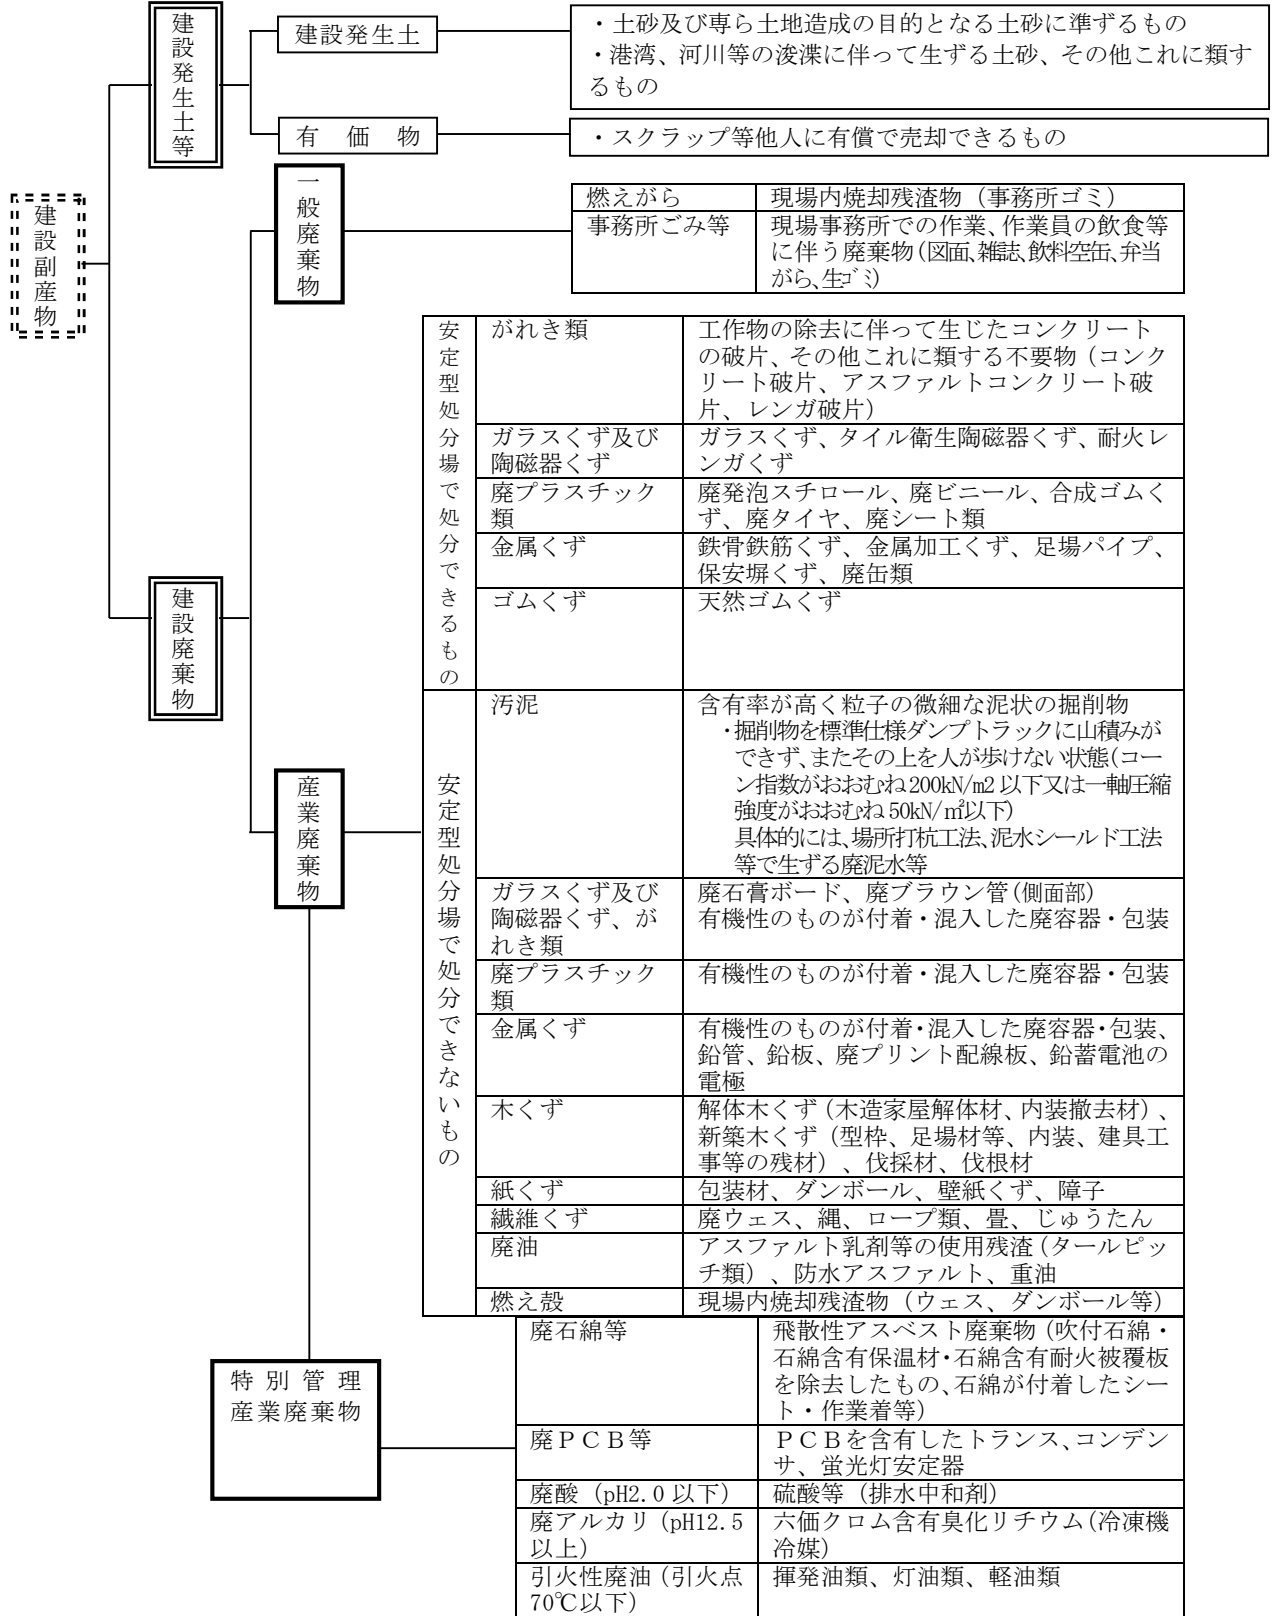 建設発生土等
建設発生土
・土砂及び専ら土地造成の目的となる土砂に準ずるもの
・港湾、河川等の浚渫に伴って生ずる土砂、その他これに類す
るもの
有価物
・スクラップ等他人に有償で売却できるもの
建設副産物
一般廃棄物
燃えがら
現場内焼却残渣物（事務所ゴミ）
事務所ごみ等
現場事務所での作業、作業員の飲食等
に伴う廃棄物(図面、雑誌、飲料空缶、弁当
がら、生ゴミ)
建設廃棄物
産業廃棄物
安定型処分場で処分できるもの
がれき類
工作物の除去に伴って生じたコンクリート
の破片、その他これに類する不要物（コンク
リート破片、アスファルトコンクリート破
片、レンガ破片）
ガラスくず及び
陶磁器くず
ガラスくず、タイル衛生陶磁器くず、耐火レ
ンガくず
廃プラスチック
類
廃発泡スチロール、廃ビニール、合成ゴムく
ず、廃タイヤ、廃シート類
金属くず
鉄骨鉄筋くず、金属加工くず、足場パイプ、
保安塀くず、廃缶類
ゴムくず
天然ゴムくず
安定型処分場で処分できないもの
汚泥
含有率が高く粒子の微細な泥状の掘削物
・掘削物を標準仕様ダンプトラックに山積みが
できず、またその上を人が歩けない状態(コー
ン指数がおおむね200kN/m2以下又は一軸圧縮
強度がおおむね50kN/㎡以下)
具体的には、場所打杭工法、泥水シールド工法
等で生ずる廃泥水等
ガラスくず及び
陶磁器くず、が
れき類
廃石膏ボード、廃ブラウン管(側面部)
有機性のものが付着・混入した廃容器・包装
廃プラスチック
類
有機性のものが付着・混入した廃容器・包装
金属くず
有機性のものが付着・混入した廃容器・包装、
鉛管、鉛板、廃プリント配線板、鉛蓄電池の
電極
木くず
解体木くず（木造家屋解体材、内装撤去材）、
新築木くず（型枠、足場材等、内装、建具工
事等の残材）、伐採材、伐根材
紙くず
包装材、ダンボール、壁紙くず、障子
繊維くず
廃ウェス、縄、ロープ類、畳、じゅうたん
廃油
アスファルト乳剤等の使用残渣（タールピッ
チ類）、防水アスファルト、重油
燃え殻
現場内焼却残渣物（ウェス、ダンボール等）
特別管理
産業廃棄物
廃石綿等
飛散性アスベスト廃棄物（吹付石綿・
石綿含有保温材・石綿含有耐火被覆板
を除去したもの、石綿が付着したシー
ト・作業着等）
廃ＰＣＢ等
ＰＣＢを含有したトランス、コンデン
サ、蛍光灯安定器
廃酸（pH2.0以下）
硫酸等（排水中和剤）
廃アルカリ（pH12.5
以上）
六価クロム含有臭化リチウム（冷凍機
冷媒）
引火性廃油（引火点
70℃以下）
揮発油類、灯油類、軽油類